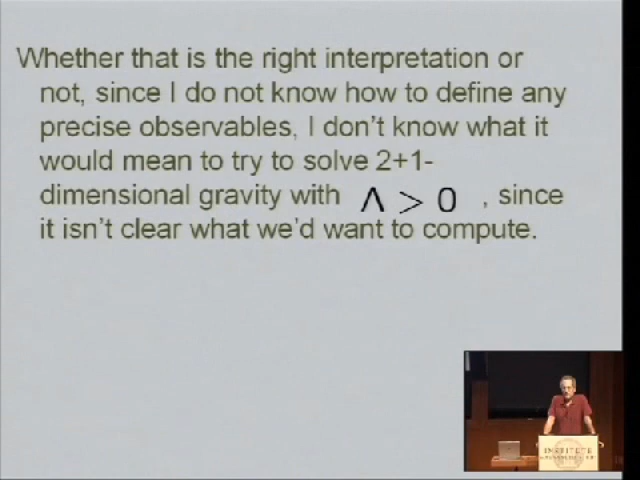 Whether that is the right interpretation or
not, since I do not know how to define any
precise observables, I don't know what it
would mean to try to solve 2+1-
dimensional gravity with Λ > 0 , since
it isn't clear what we'd want to compute.
INSTITUTE